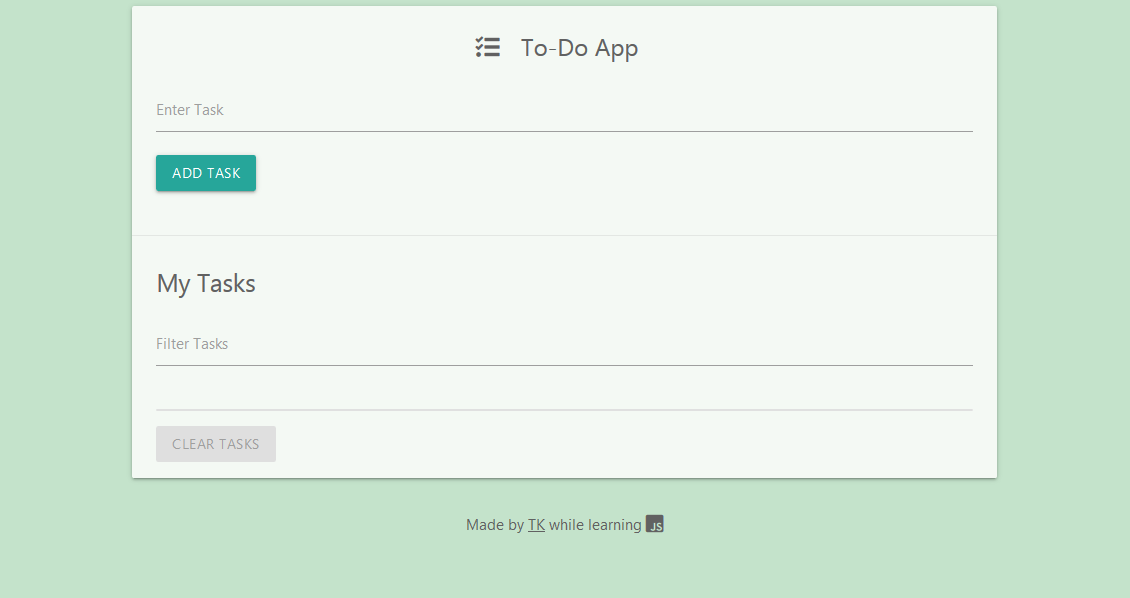 To-Do App
Enter Task
ADD TASK
My Tasks
Filter Tasks
CLEAR TASKS
Made by TK while learning JS